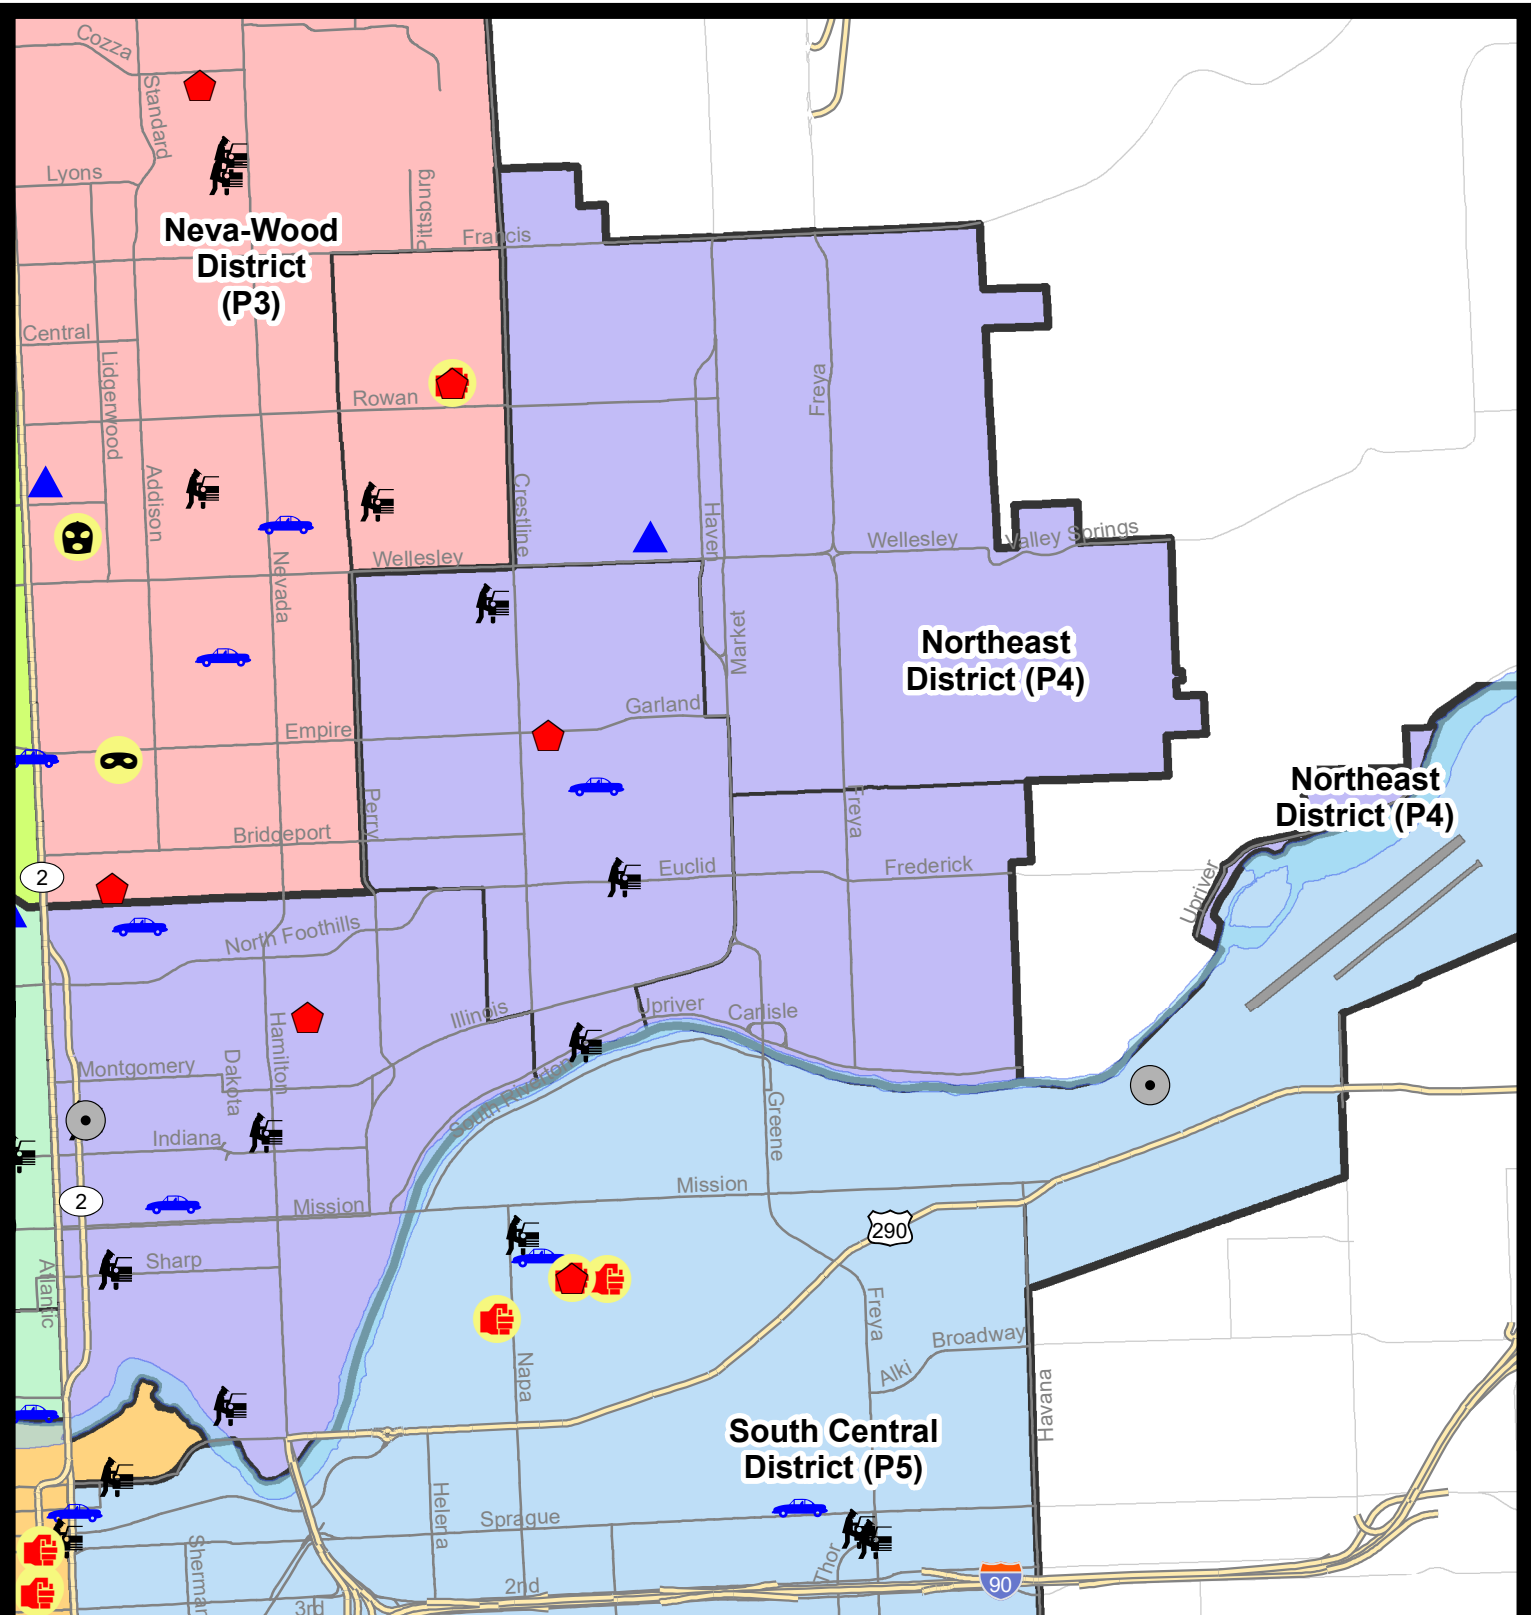 Cozza
Standard
Lyons
Pittsburg
Neva-Wood
District
(P3)
Francis
Central
Lidgerwood
Rowan
Freya
Addison
Crestline
Haven
Wellesley
Valley Springs
Wellesley
Nevada
Market
Northeast
District (P4)
Garland
Empire
Northeast
District (P4)
Perry
Freya
Bridgeport
Euclid
Frederick
2
Upriver
North Foothills
Illinois
Upriver
Carlisle
Hamilton
Montgomery
Dakota
South Riverton
Greene
Indiana
Mission
2
Mission
290
Sharp
Atlantic
Freya
Broadway
Napa
Alki
Havana
South Central
District (P5)
Helena
Sprague
Sherman
Thor
2nd
90
3rd